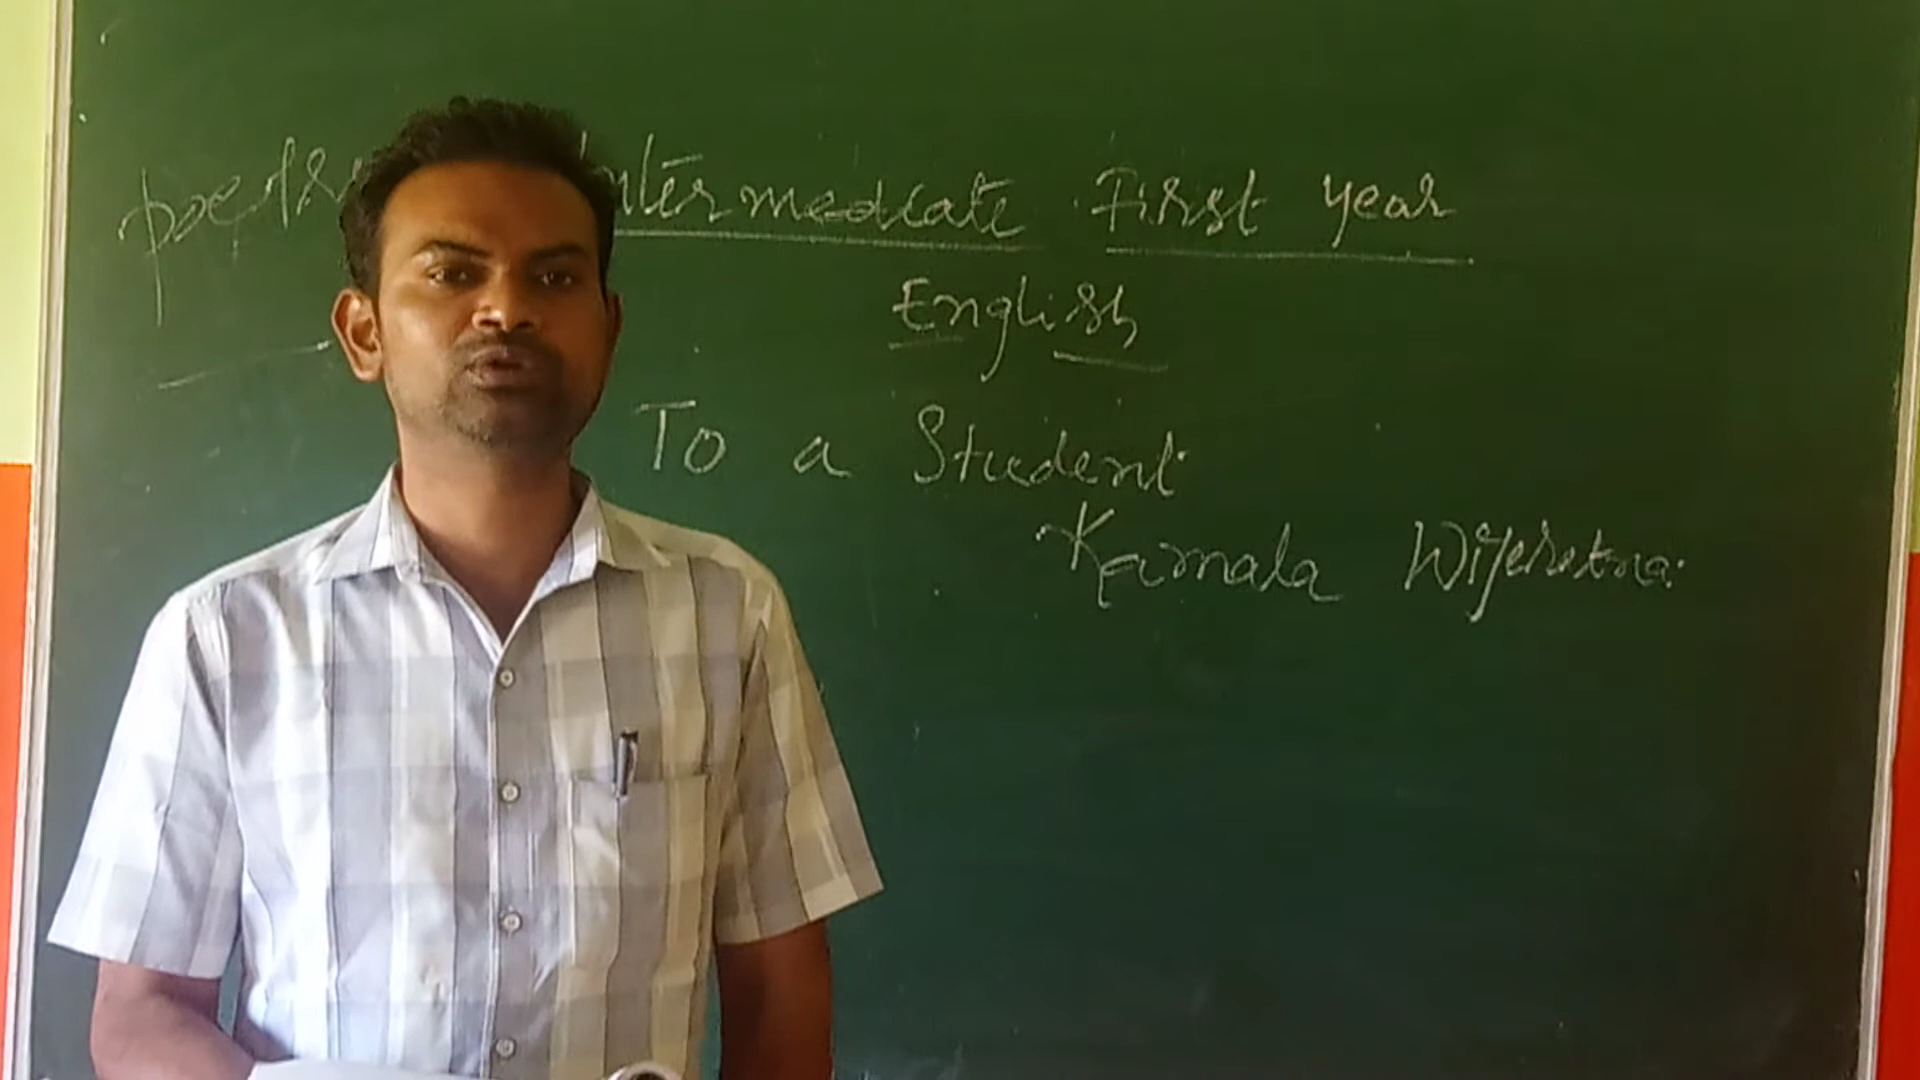 Intermediate First year
English
To a Student
Kamala Wijeratna